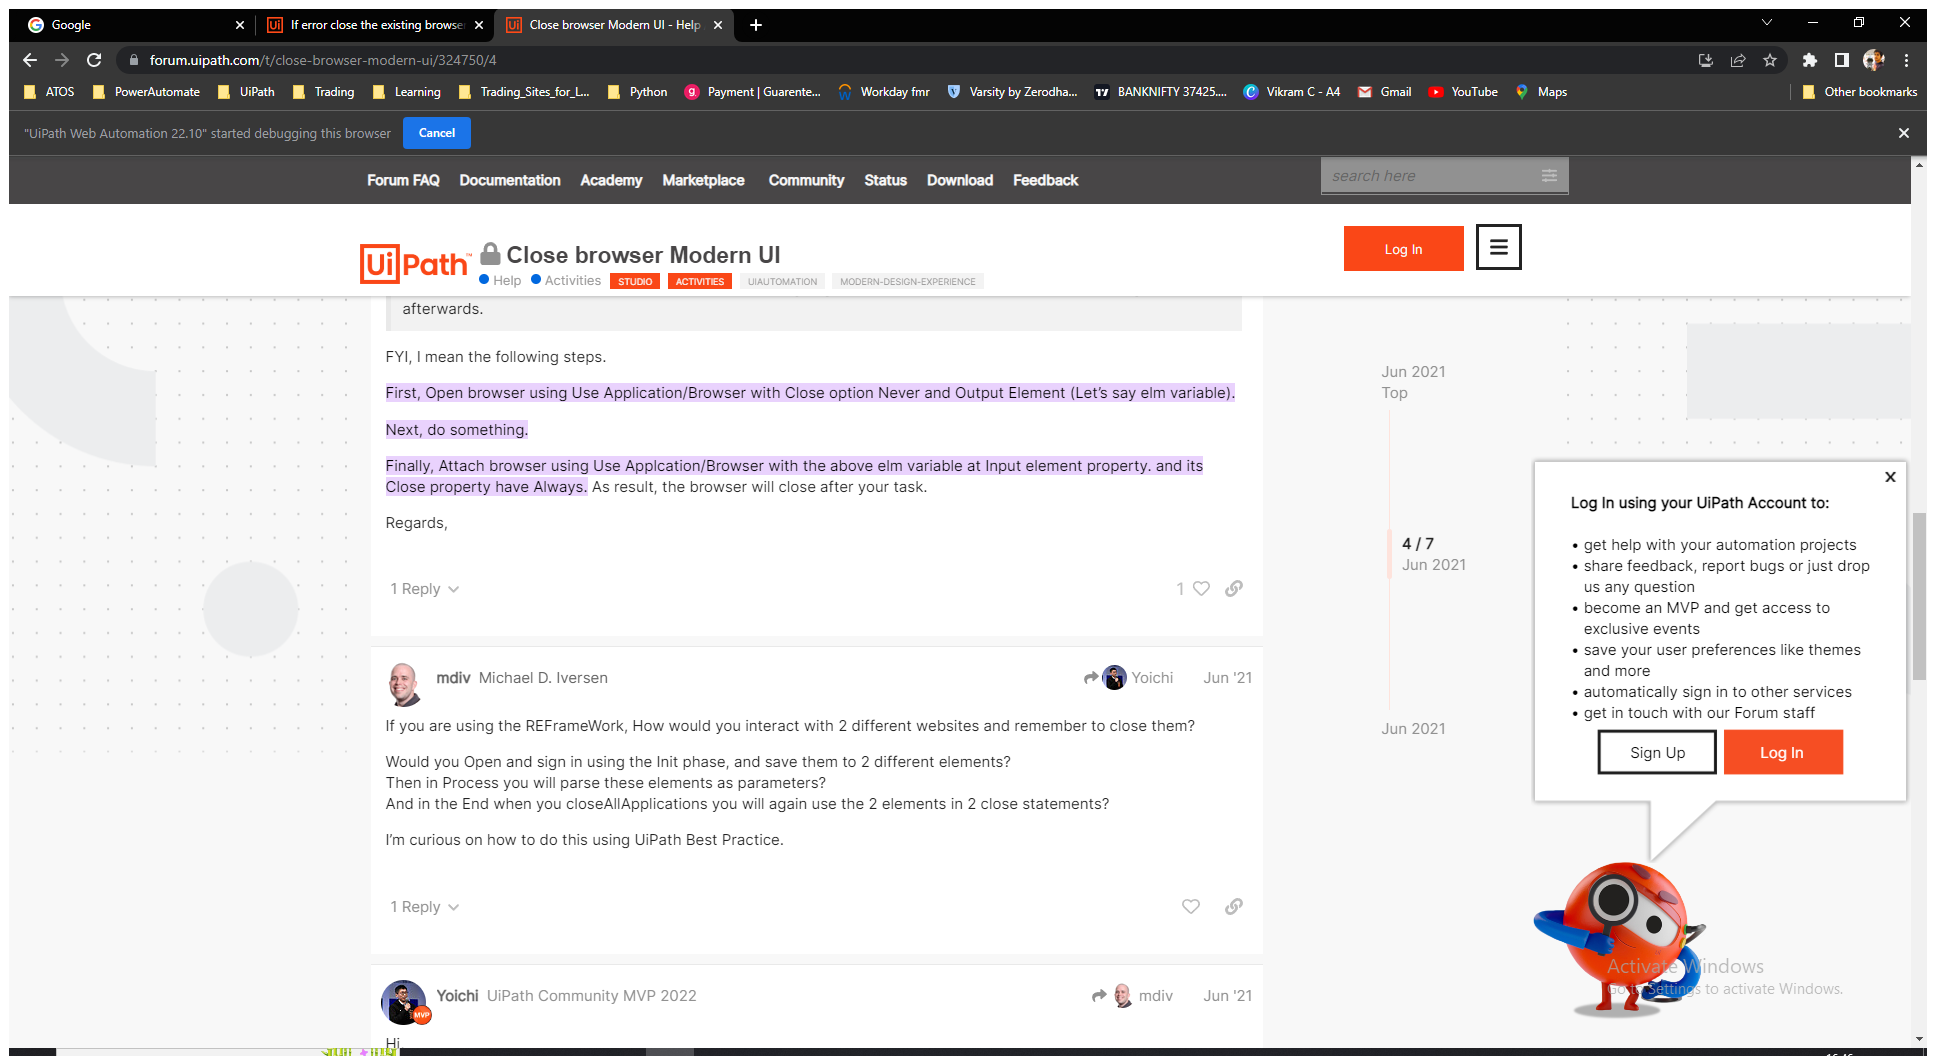 Google
If error close the existing browse
Close browser Modern UI - Help
forum.uipath.com/t/close-browser-modern-ui/324750/4
ATOS PowerAutomate UiPath Trading Learning Trading_Sites_for_L... Python Payment | Guarente... Workday fmr Varsity by Zerodha... BANKNIFTY 37425.... Vikram C - A4 Gmail YouTube Maps Other bookmarks
"UiPath Web Automation 22.10" started debugging this browser Cancel
Forum FAQ Documentation Academy Marketplace Community Status Download Feedback search here
UiPath™ Close browser Modern UI Log In
Help Activities STUDIO ACTIVITIES UIAUTOMATION MODERN-DESIGN-EXPERIENCE
afterwards.
FYI, I mean the following steps.
First, Open browser using Use Application/Browser with Close option Never and Output Element (Let's say elm variable).
Next, do something.
Finally, Attach browser using Use Applcation/Browser with the above elm variable at Input element property. and its
Close property have Always. As result, the browser will close after your task.
Regards,
1 Reply 1
mdiv Michael D. Iversen Yoichi Jun '21
If you are using the REFrameWork, How would you interact with 2 different websites and remember to close them?
Would you Open and sign in using the Init phase, and save them to 2 different elements?
Then in Process you will parse these elements as parameters?
And in the End when you closeAllApplications you will again use the 2 elements in 2 close statements?
I'm curious on how to do this using UiPath Best Practice.
1 Reply
Yoichi UiPath Community MVP 2022 mdiv Jun '21
MVP
Hi
Jun 2021
Top
4 / 7
Jun 2021
Jun 2021
X
Log In using your UiPath Account to:
• get help with your automation projects
• share feedback, report bugs or just drop
us any question
• become an MVP and get access to
exclusive events
• save your user preferences like themes
and more
• automatically sign in to other services
• get in touch with our Forum staff
Sign Up Log In
Activate Windows
Go to Settings to activate Windows.